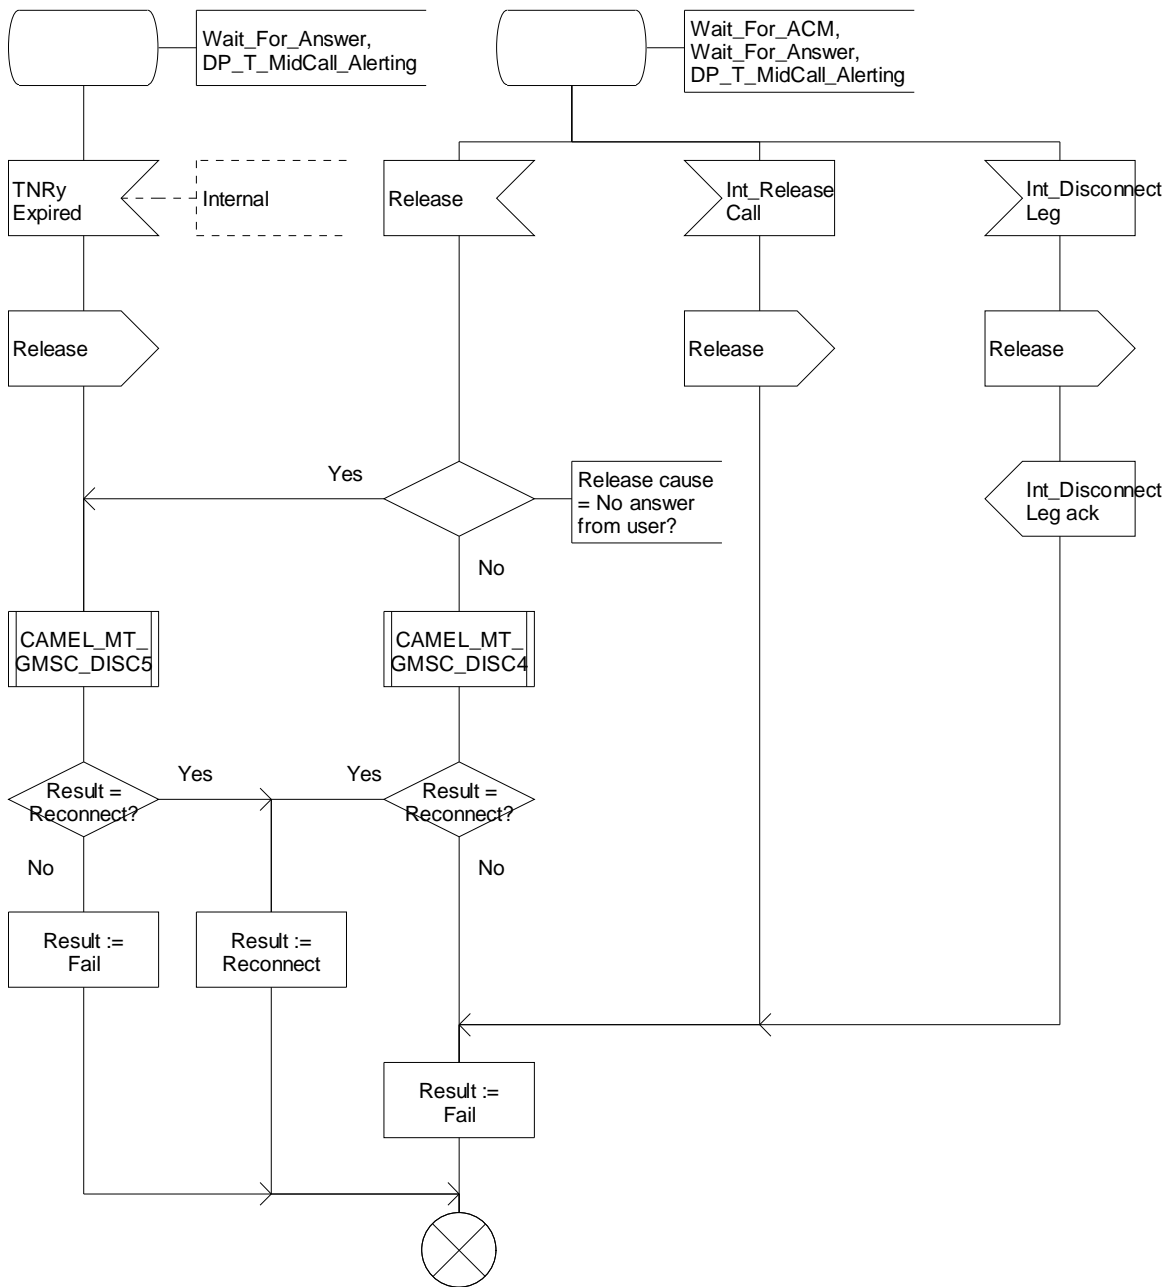 Wait_For_Answer,
DP_T_MidCall_Alerting
Wait_For_ACM,
Wait_For_Answer,
DP_T_MidCall_Alerting
TNRy
Expired
Internal
Release
Int_Release
Call
Int_Disconnect
Leg
Release
Release
Release
Yes
Release cause
= No answer
from user?
Int_Disconnect
Leg ack
No
CAMEL_MT_
GMSC_DISC5
CAMEL_MT_
GMSC_DISC4
Result =
Reconnect?
Yes
Yes
Result =
Reconnect?
No
No
Result :=
Fail
Result :=
Reconnect
Result :=
Fail